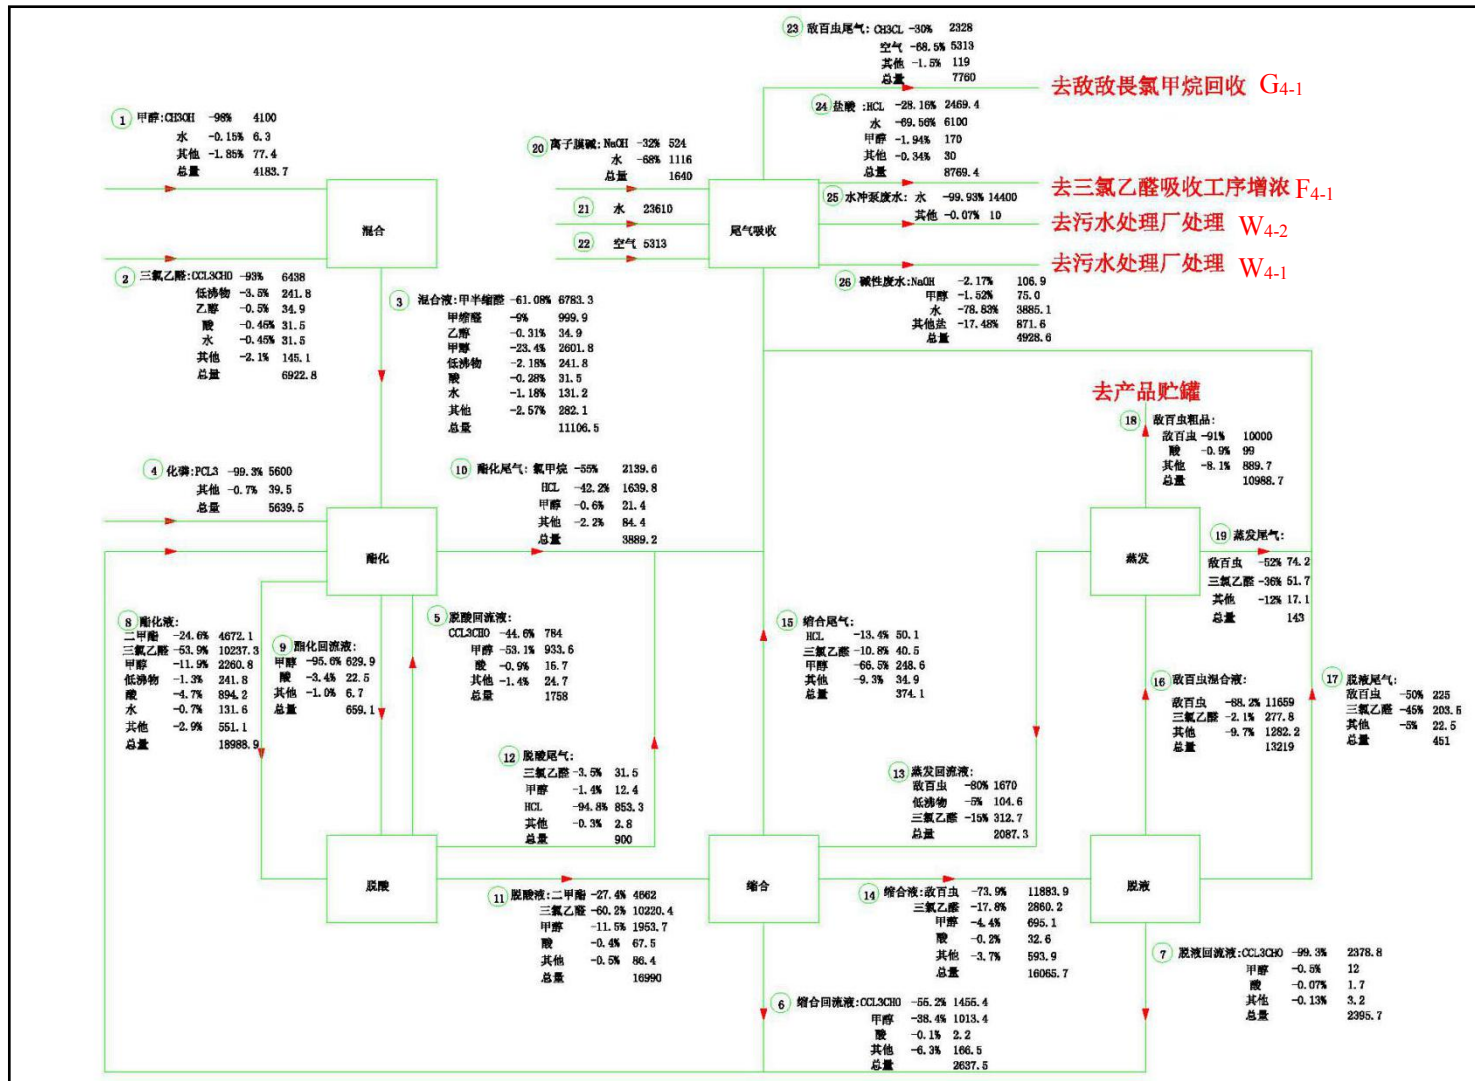 23 敌百虫尾气: CH3CL -30% 2328
空气 -68.5% 5313
其他 -1.5% 119
总量 7760
去敌敌畏氯甲烷回收 G4-1
1 甲醇:CH3OH -98% 4100
水 -0.15% 6.3
其他 -1.85% 77.4
总量 4183.7
20 离子膜碱: NaOH -32% 524
水 -68% 1116
总量 1640
24 盐酸 :HCL -28.16% 2469.4
水 -69.56% 6100
甲醇 -1.94% 170
其他 -0.34% 30
总量 8769.4
去三氯乙醛吸收工序增浓 F4-1
混合
21 水 23610
22 空气 5313
尾气吸收
25 水冲泵废水: 水 -99.93% 14400
其他 -0.07% 10
去污水处理厂处理 W4-2
去污水处理厂处理 W4-1
2 三氯乙醛:CCL3CHO -93% 6438
低沸物 -3.5% 241.8
乙醇 -0.5% 34.9
酸 -0.45% 31.5
水 -0.45% 31.5
其他 -2.1% 145.1
总量 6922.8
3 混合液:甲半缩醛 -61.08% 6783.3
甲缩醛 -9% 999.9
乙醇 -0.31% 34.9
甲醇 -23.4% 2601.8
低沸物 -2.18% 241.8
酸 -0.28% 31.5
水 -1.18% 131.2
其他 -2.57% 282.1
总量 11106.5
26 碱性废水:NaOH -2.17% 106.9
甲醇 -1.52% 75.0
水 -78.83% 3885.1
其他盐 -17.48% 871.6
总量 4928.6
去产品贮罐
18 敌百虫粗品:
敌百虫 -91% 10000
酸 -0.9% 99
其他 -8.1% 889.7
总量 10988.7
4 化磷:PCL3 -99.3% 5600
其他 -0.7% 39.5
总量 5639.5
10 酯化尾气: 氯甲烷 -55% 2139.6
HCL -42.2% 1639.8
甲醇 -0.6% 21.4
其他 -2.2% 84.4
总量 3889.2
酯化
蒸发
19 蒸发尾气:
敌百虫 -52% 74.2
三氯乙醛 -36% 51.7
其他 -12% 17.1
总量 143
8 酯化液:
二甲酯 -24.6% 4672.1
三氯乙醛 -53.9% 10237.3
甲醇 -11.9% 2260.8
低沸物 -1.3% 241.8
酸 -4.7% 894.2
水 -0.7% 131.6
其他 -2.9% 551.1
总量 18988.9
9 酯化回流液:
甲醇 -95.6% 629.9
酸 -3.4% 22.5
其他 -1.0% 6.7
总量 659.1
5 脱酸回流液:
CCL3CHO -44.6% 784
甲醇 -53.1% 933.6
酸 -0.9% 16.7
其他 -1.4% 24.7
总量 1758
15 缩合尾气:
HCL -13.4% 50.1
三氯乙醛 -10.8% 40.5
甲醇 -66.5% 248.6
其他 -9.3% 34.9
总量 374.1
16 敌百虫混合液:
敌百虫 -88.2% 11659
三氯乙醛 -2.1% 277.8
其他 -9.7% 1282.2
总量 13219
17 脱液尾气:
敌百虫 -50% 225
三氯乙醛 -45% 203.5
其他 -5% 22.5
总量 451
12 脱酸尾气:
三氯乙醛 -3.5% 31.5
甲醇 -1.4% 12.4
HCL -94.8% 853.3
其他 -0.3% 2.8
总量 900
13 蒸发回流液:
敌百虫 -80% 1670
低沸物 -5% 104.6
三氯乙醛 -15% 312.7
总量 2087.3
脱酸
缩合
脱液
11 脱酸液:二甲酯 -27.4% 4662
三氯乙醛 -60.2% 10220.4
甲醇 -11.5% 1953.7
酸 -0.4% 67.5
其他 -0.5% 86.4
总量 16990
14 缩合液:敌百虫 -73.9% 11883.9
三氯乙醛 -17.8% 2860.2
甲醇 -4.4% 695.1
酸 -0.2% 32.6
其他 -3.7% 593.9
总量 16065.7
7 脱液回流液:CCL3CHO -99.3% 2378.8
甲醇 -0.5% 12
酸 -0.07% 1.7
其他 -0.13% 3.2
总量 2395.7
6 缩合回流液:CCL3CHO -55.2% 1455.4
甲醇 -38.4% 1013.4
酸 -0.1% 2.2
其他 -6.3% 166.5
总量 2637.5